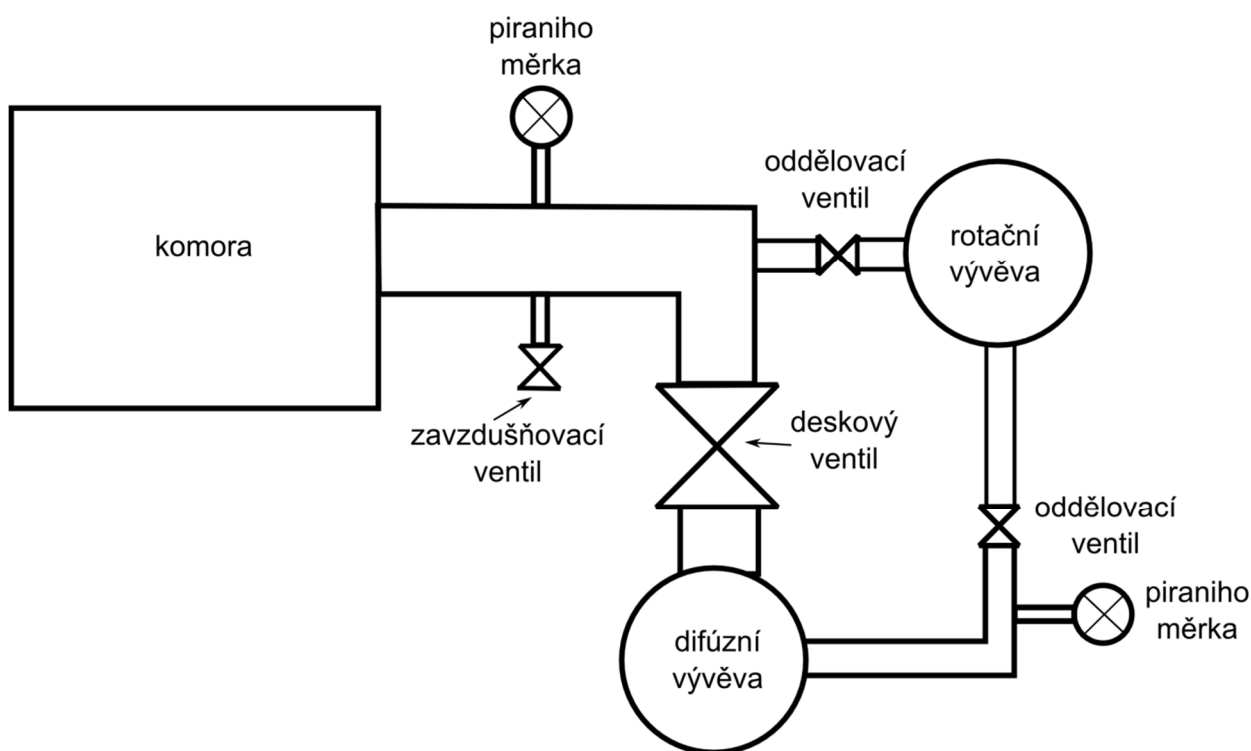 piraniho
měrka
oddělovací
ventil
komora
rotační
vývěva
zavzdušňovací
ventil
deskový
ventil
oddělovací
ventil
piraniho
měrka
difúzní
vývěva